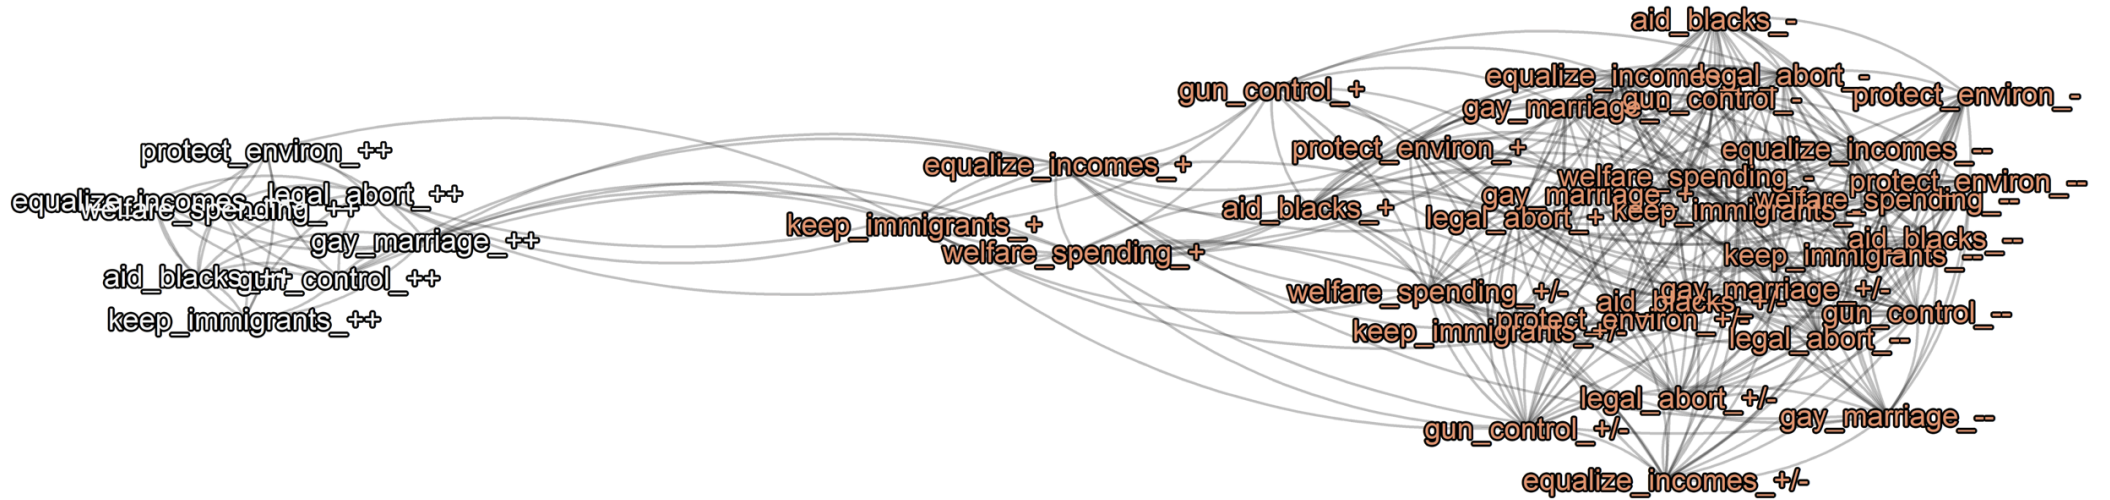 protect_environ_++
equalize_incomes_++
legal_abort_++
welfare_spending_++
gay_marriage_++
aid_blacks_++
gun_control_++
keep_immigrants_++
equalize_incomes_+
keep_immigrants_+
welfare_spending_+
gun_control_+
protect_environ_+
aid_blacks_+
aid_blacks_-
equalize_incomes_-
legal_abort_-
gay_marriage_-
gun_control_-
protect_environ_-
equalize_incomes_--
welfare_spending_-
protect_environ_--
gay_marriage_+
welfare_spending_--
legal_abort_+
keep_immigrants_-
aid_blacks_--
keep_immigrants_--
welfare_spending_+/-
gay_marriage_+/-
aid_blacks_+/-
protect_environ_+/-
gun_control_--
keep_immigrants_+/-
legal_abort_--
legal_abort_+/-
gay_marriage_--
gun_control_+/-
equalize_incomes_+/-